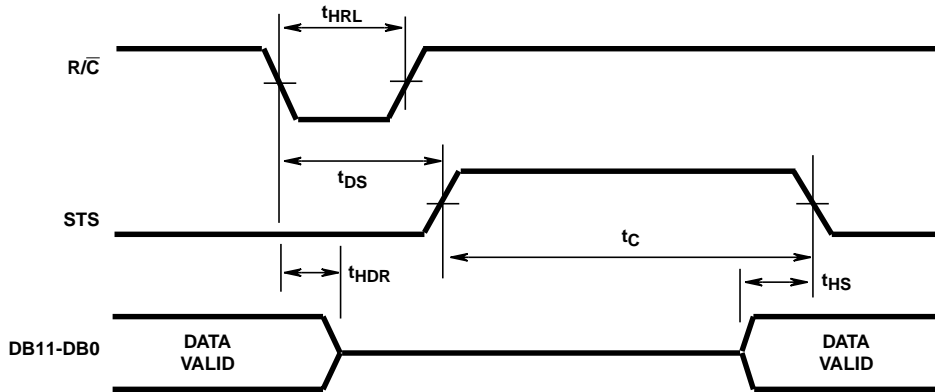 tHRL
R/C̅
tDS
STS
tC
tHDR
tHS
DB11-DB0
DATA
VALID
DATA
VALID